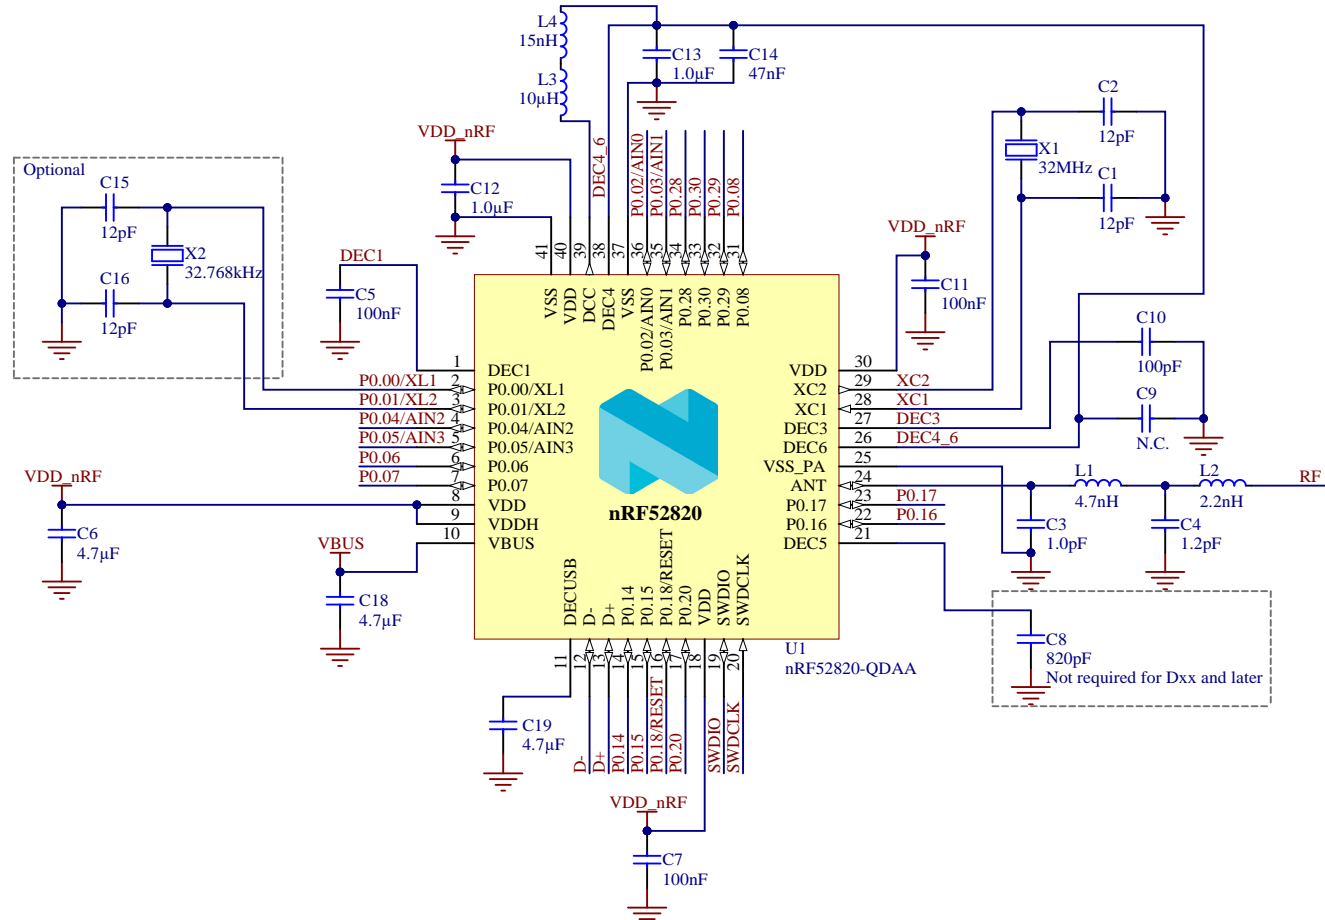 L4
15nH
L3
10µH
C13
1.0µF
C14
47nF
VDD_nRF
C12
1.0µF
DEC4_6
P0.02/AIN0
P0.03/AIN1
P0.28
P0.30
P0.29
P0.08
C2
12pF
X1
32MHz
C1
12pF
Optional
C15
12pF
X2
32.768kHz
C16
12pF
DEC1
C5
100nF
VDD_nRF
C11
100nF
C10
100pF
C9
N.C.
41
40
39
38
37
36
35
34
33
32
31
VSS
VDD
DCC
DEC4
VSS
P0.02/AIN0
P0.03/AIN1
P0.28
P0.30
P0.29
P0.08
1 DEC1
P0.00/XL1 2 P0.00/XL1
P0.01/XL2 3 P0.01/XL2
P0.04/AIN2 4 P0.04/AIN2
P0.05/AIN3 5 P0.05/AIN3
P0.06 6 P0.06
P0.07 7 P0.07
8 VDD
9 VDDH
10 VBUS
VDD 30
XC2 29 XC2
XC1 28 XC1
DEC3 27 DEC3
DEC6 26 DEC4_6
VSS_PA 25
ANT 24
P0.17 23 P0.17
P0.16 22 P0.16
DEC5 21
nRF52820
VDD_nRF
C6
4.7µF
VBUS
C18
4.7µF
L1
4.7nH
L2
2.2nH
RF
C3
1.0pF
C4
1.2pF
C8
820pF
Not required for Dxx and later
DECUSB
D-
D+
P0.14
P0.15
P0.18/RESET
P0.20
VDD
SWDIO
SWDCLK
11
12
13
14
15
16
17
18
19
20
U1
nRF52820-QDAA
C19
4.7µF
D-
D+
P0.14
P0.15
P0.18/RESET
P0.20
SWDIO
SWDCLK
VDD_nRF
C7
100nF